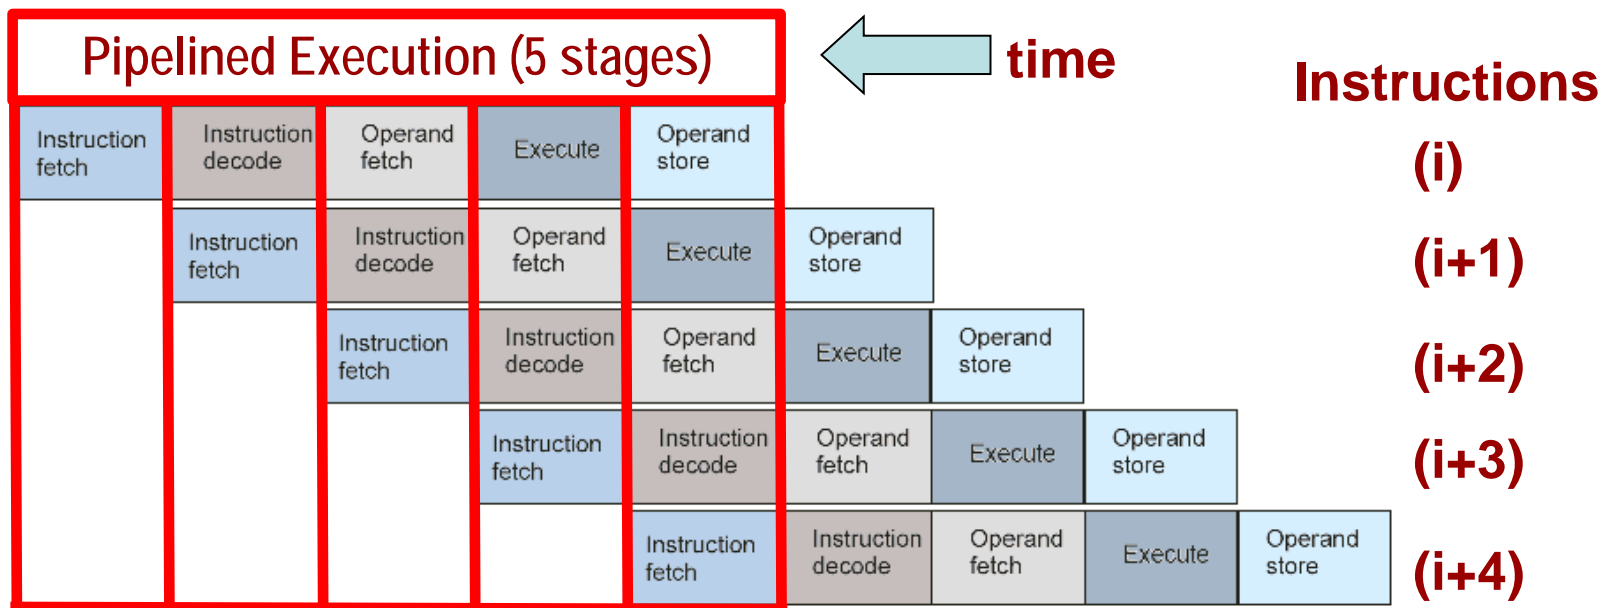 Pipelined Execution (5 stages)
time
Instructions
Instruction
fetch
Instruction
decode
Operand
fetch
Execute
Operand
store
(i)
Instruction
fetch
Instruction
decode
Operand
fetch
Execute
Operand
store
(i+1)
Instruction
fetch
Instruction
decode
Operand
fetch
Execute
Operand
store
(i+2)
Instruction
fetch
Instruction
decode
Operand
fetch
Execute
Operand
store
(i+3)
Instruction
fetch
Instruction
decode
Operand
fetch
Execute
Operand
store
(i+4)